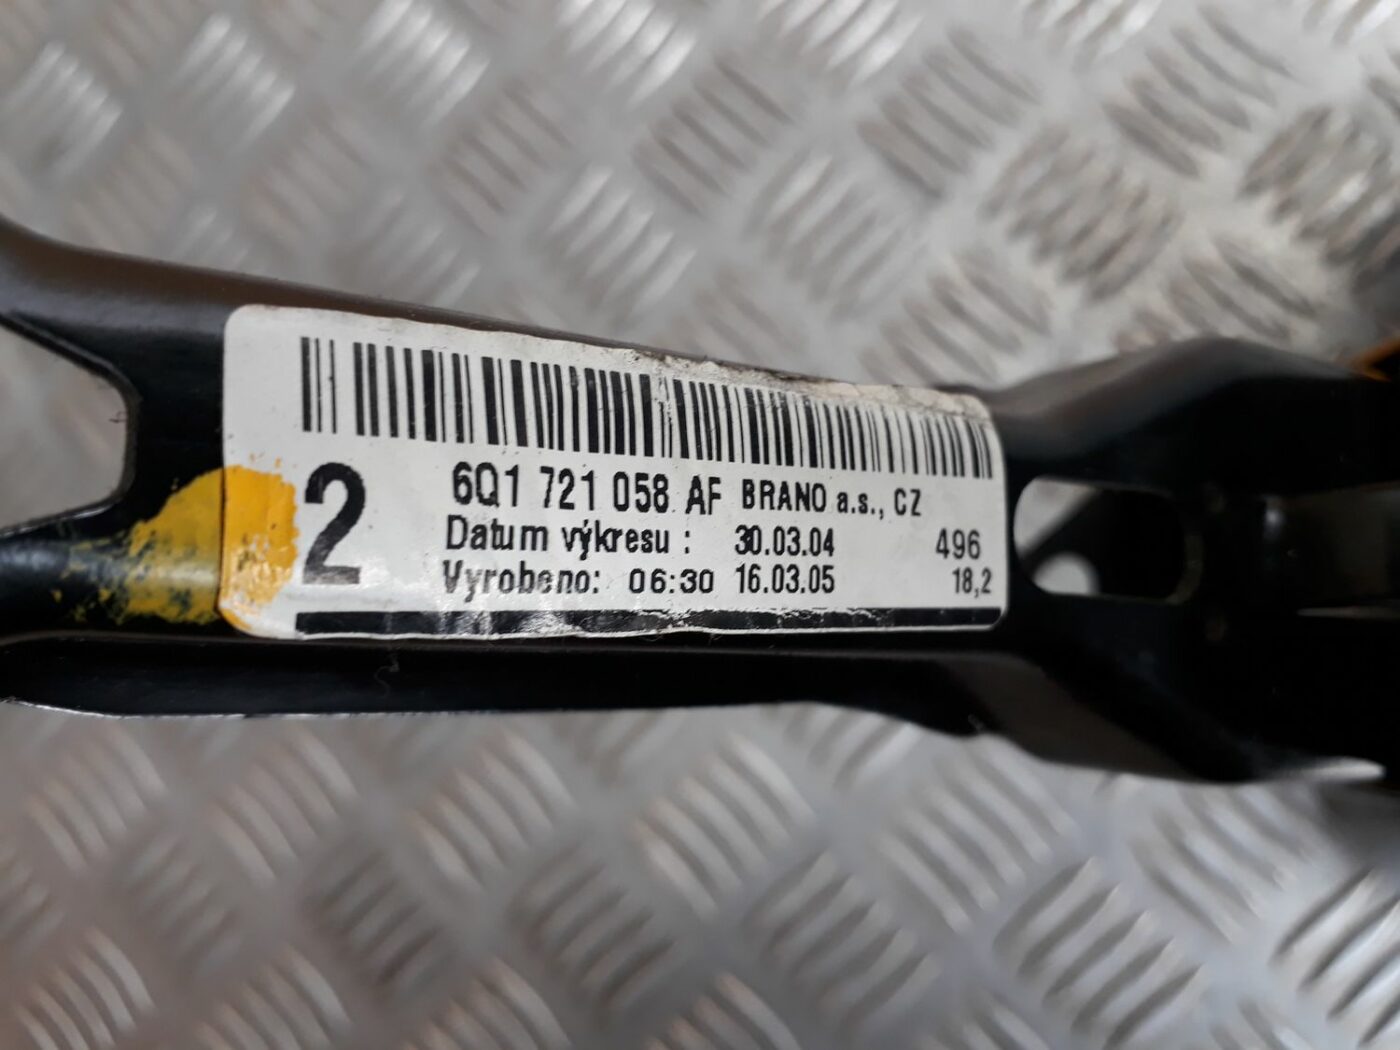 2
6Q1 721 058 AF BRANO a.s., CZ
Datum výkresu : 30.03.04 496
Vyrobeno: 06:30 16.03.05 18,2